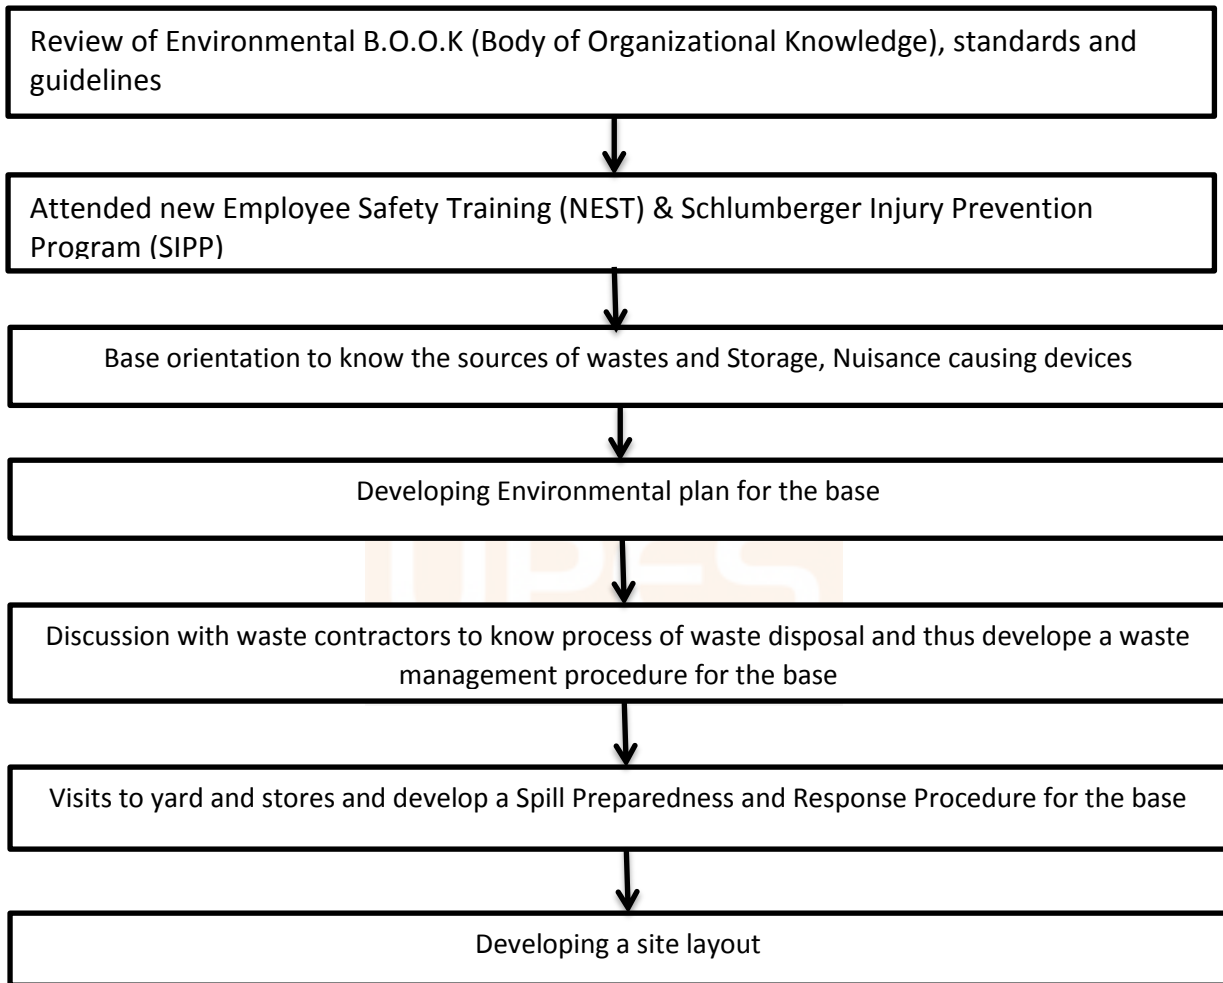 Review of Environmental B.O.O.K (Body of Organizational Knowledge), standards and
guidelines
Attended new Employee Safety Training (NEST) & Schlumberger Injury Prevention
Program (SIPP)
Base orientation to know the sources of wastes and Storage, Nuisance causing devices
Developing Environmental plan for the base
UPES
Discussion with waste contractors to know process of waste disposal and thus develope a waste
management procedure for the base
Visits to yard and stores and develop a Spill Preparedness and Response Procedure for the base
Developing a site layout